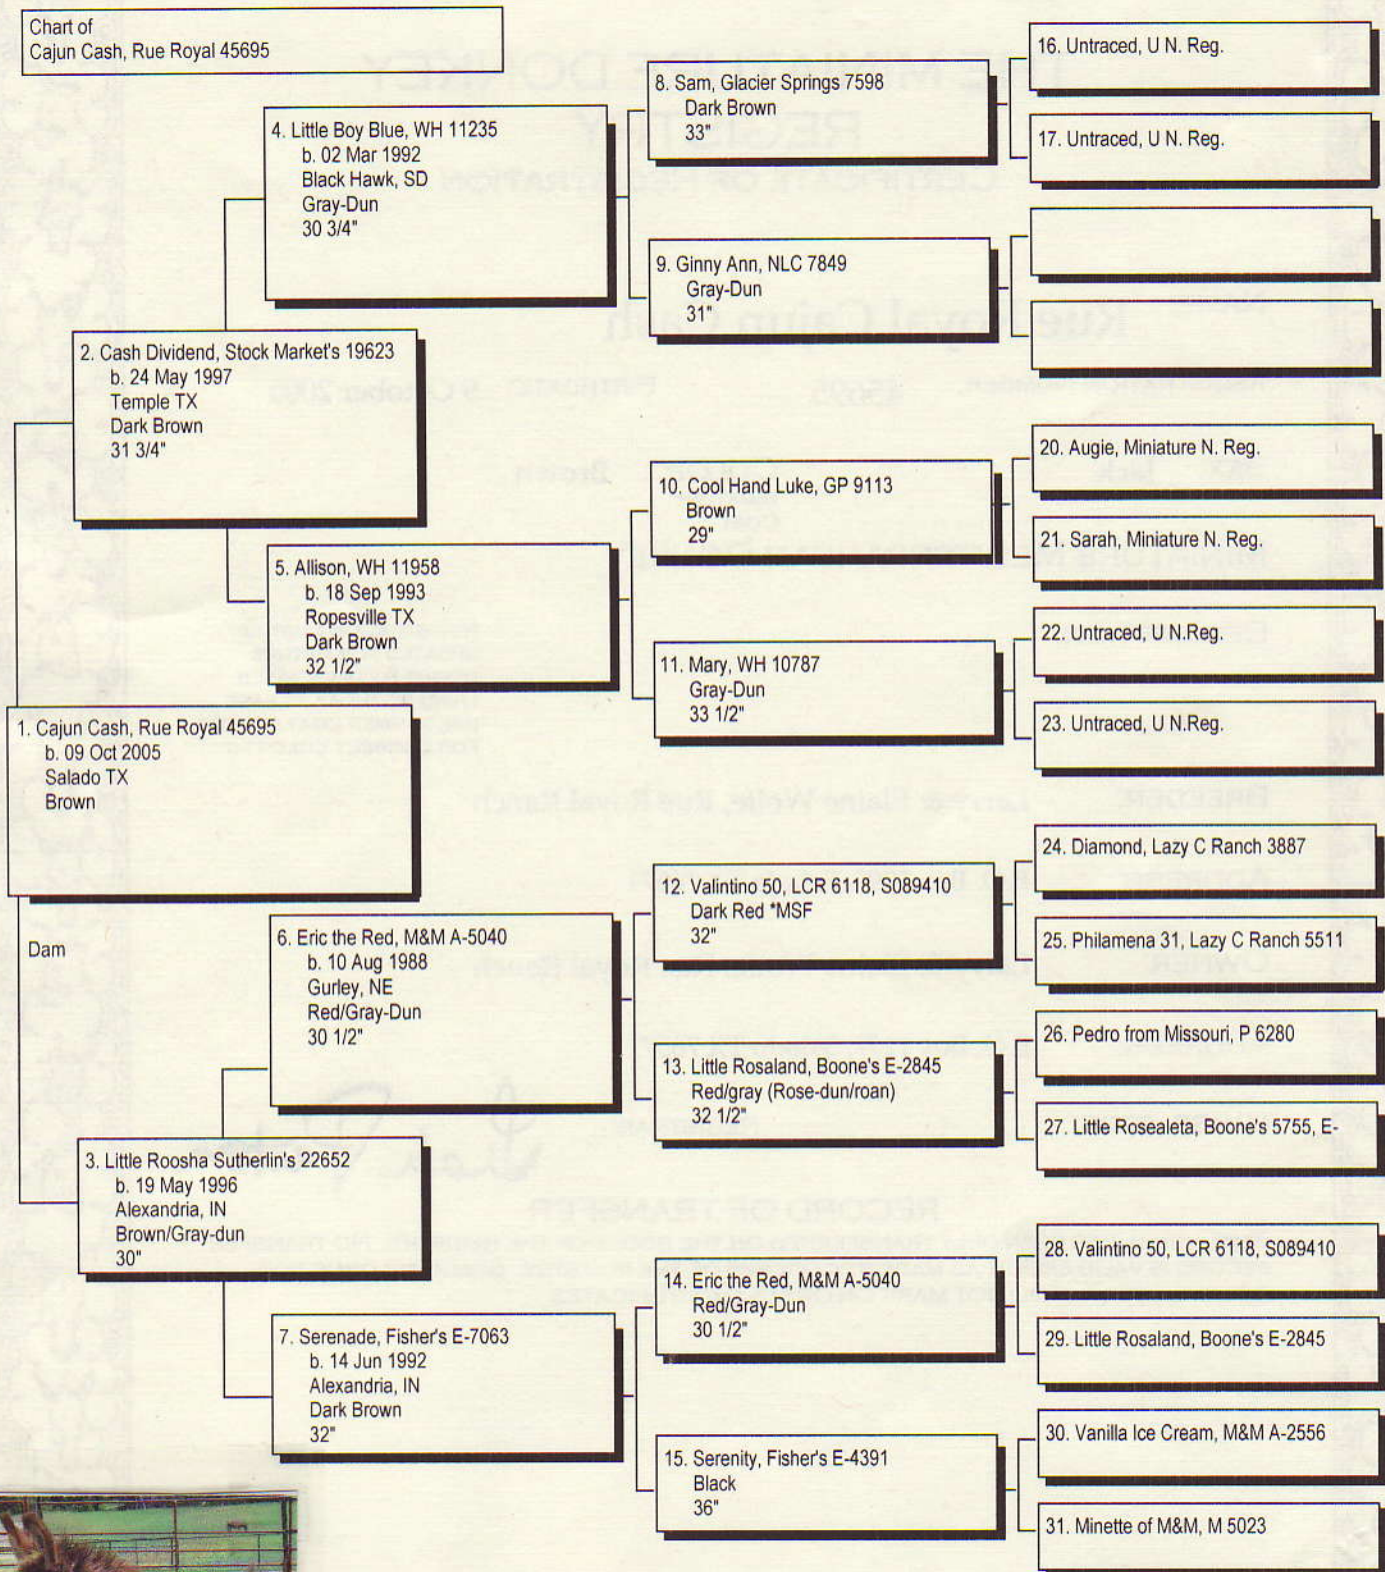 Chart of
Cajun Cash, Rue Royal 45695
1. Cajun Cash, Rue Royal 45695
b. 09 Oct 2005
Salado TX
Brown
Dam
2. Cash Dividend, Stock Market's 19623
b. 24 May 1997
Temple TX
Dark Brown
31 3/4"
3. Little Roosha Sutherlin's 22652
b. 19 May 1996
Alexandria, IN
Brown/Gray-dun
30"
4. Little Boy Blue, WH 11235
b. 02 Mar 1992
Black Hawk, SD
Gray-Dun
30 3/4"
5. Allison, WH 11958
b. 18 Sep 1993
Ropesville TX
Dark Brown
32 1/2"
6. Eric the Red, M&M A-5040
b. 10 Aug 1988
Gurley, NE
Red/Gray-Dun
30 1/2"
7. Serenade, Fisher's E-7063
b. 14 Jun 1992
Alexandria, IN
Dark Brown
32"
8. Sam, Glacier Springs 7598
Dark Brown
33"
9. Ginny Ann, NLC 7849
Gray-Dun
31"
10. Cool Hand Luke, GP 9113
Brown
29"
11. Mary, WH 10787
Gray-Dun
33 1/2"
12. Valintino 50, LCR 6118, S089410
Dark Red *MSF
32"
13. Little Rosaland, Boone's E-2845
Red/gray (Rose-dun/roan)
32 1/2"
14. Eric the Red, M&M A-5040
Red/Gray-Dun
30 1/2"
15. Serenity, Fisher's E-4391
Black
36"
16. Untraced, U N. Reg.
17. Untraced, U N. Reg.
20. Augie, Miniature N. Reg.
21. Sarah, Miniature N. Reg.
22. Untraced, U N.Reg.
23. Untraced, U N.Reg.
24. Diamond, Lazy C Ranch 3887
25. Philamena 31, Lazy C Ranch 5511
26. Pedro from Missouri, P 6280
27. Little Rosealeta, Boone's 5755, E-
28. Valintino 50, LCR 6118, S089410
29. Little Rosaland, Boone's E-2845
30. Vanilla Ice Cream, M&M A-2556
31. Minette of M&M, M 5023